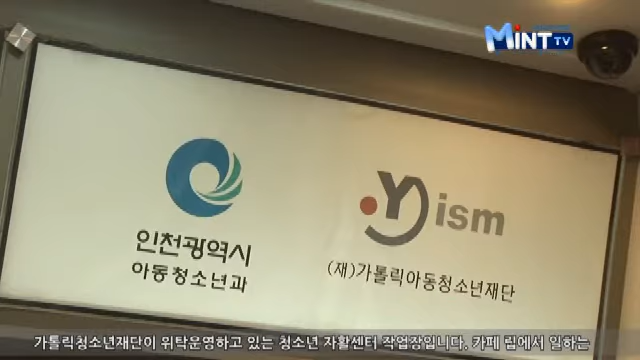 MINT TV
인천광역시
아동청소년과
Y ism
(재)가톨릭아동청소년재단
가톨릭청소년재단이 위탁운영하고 있는 청소년 자활센터 작업장입니다. 카페 림에서 일하는